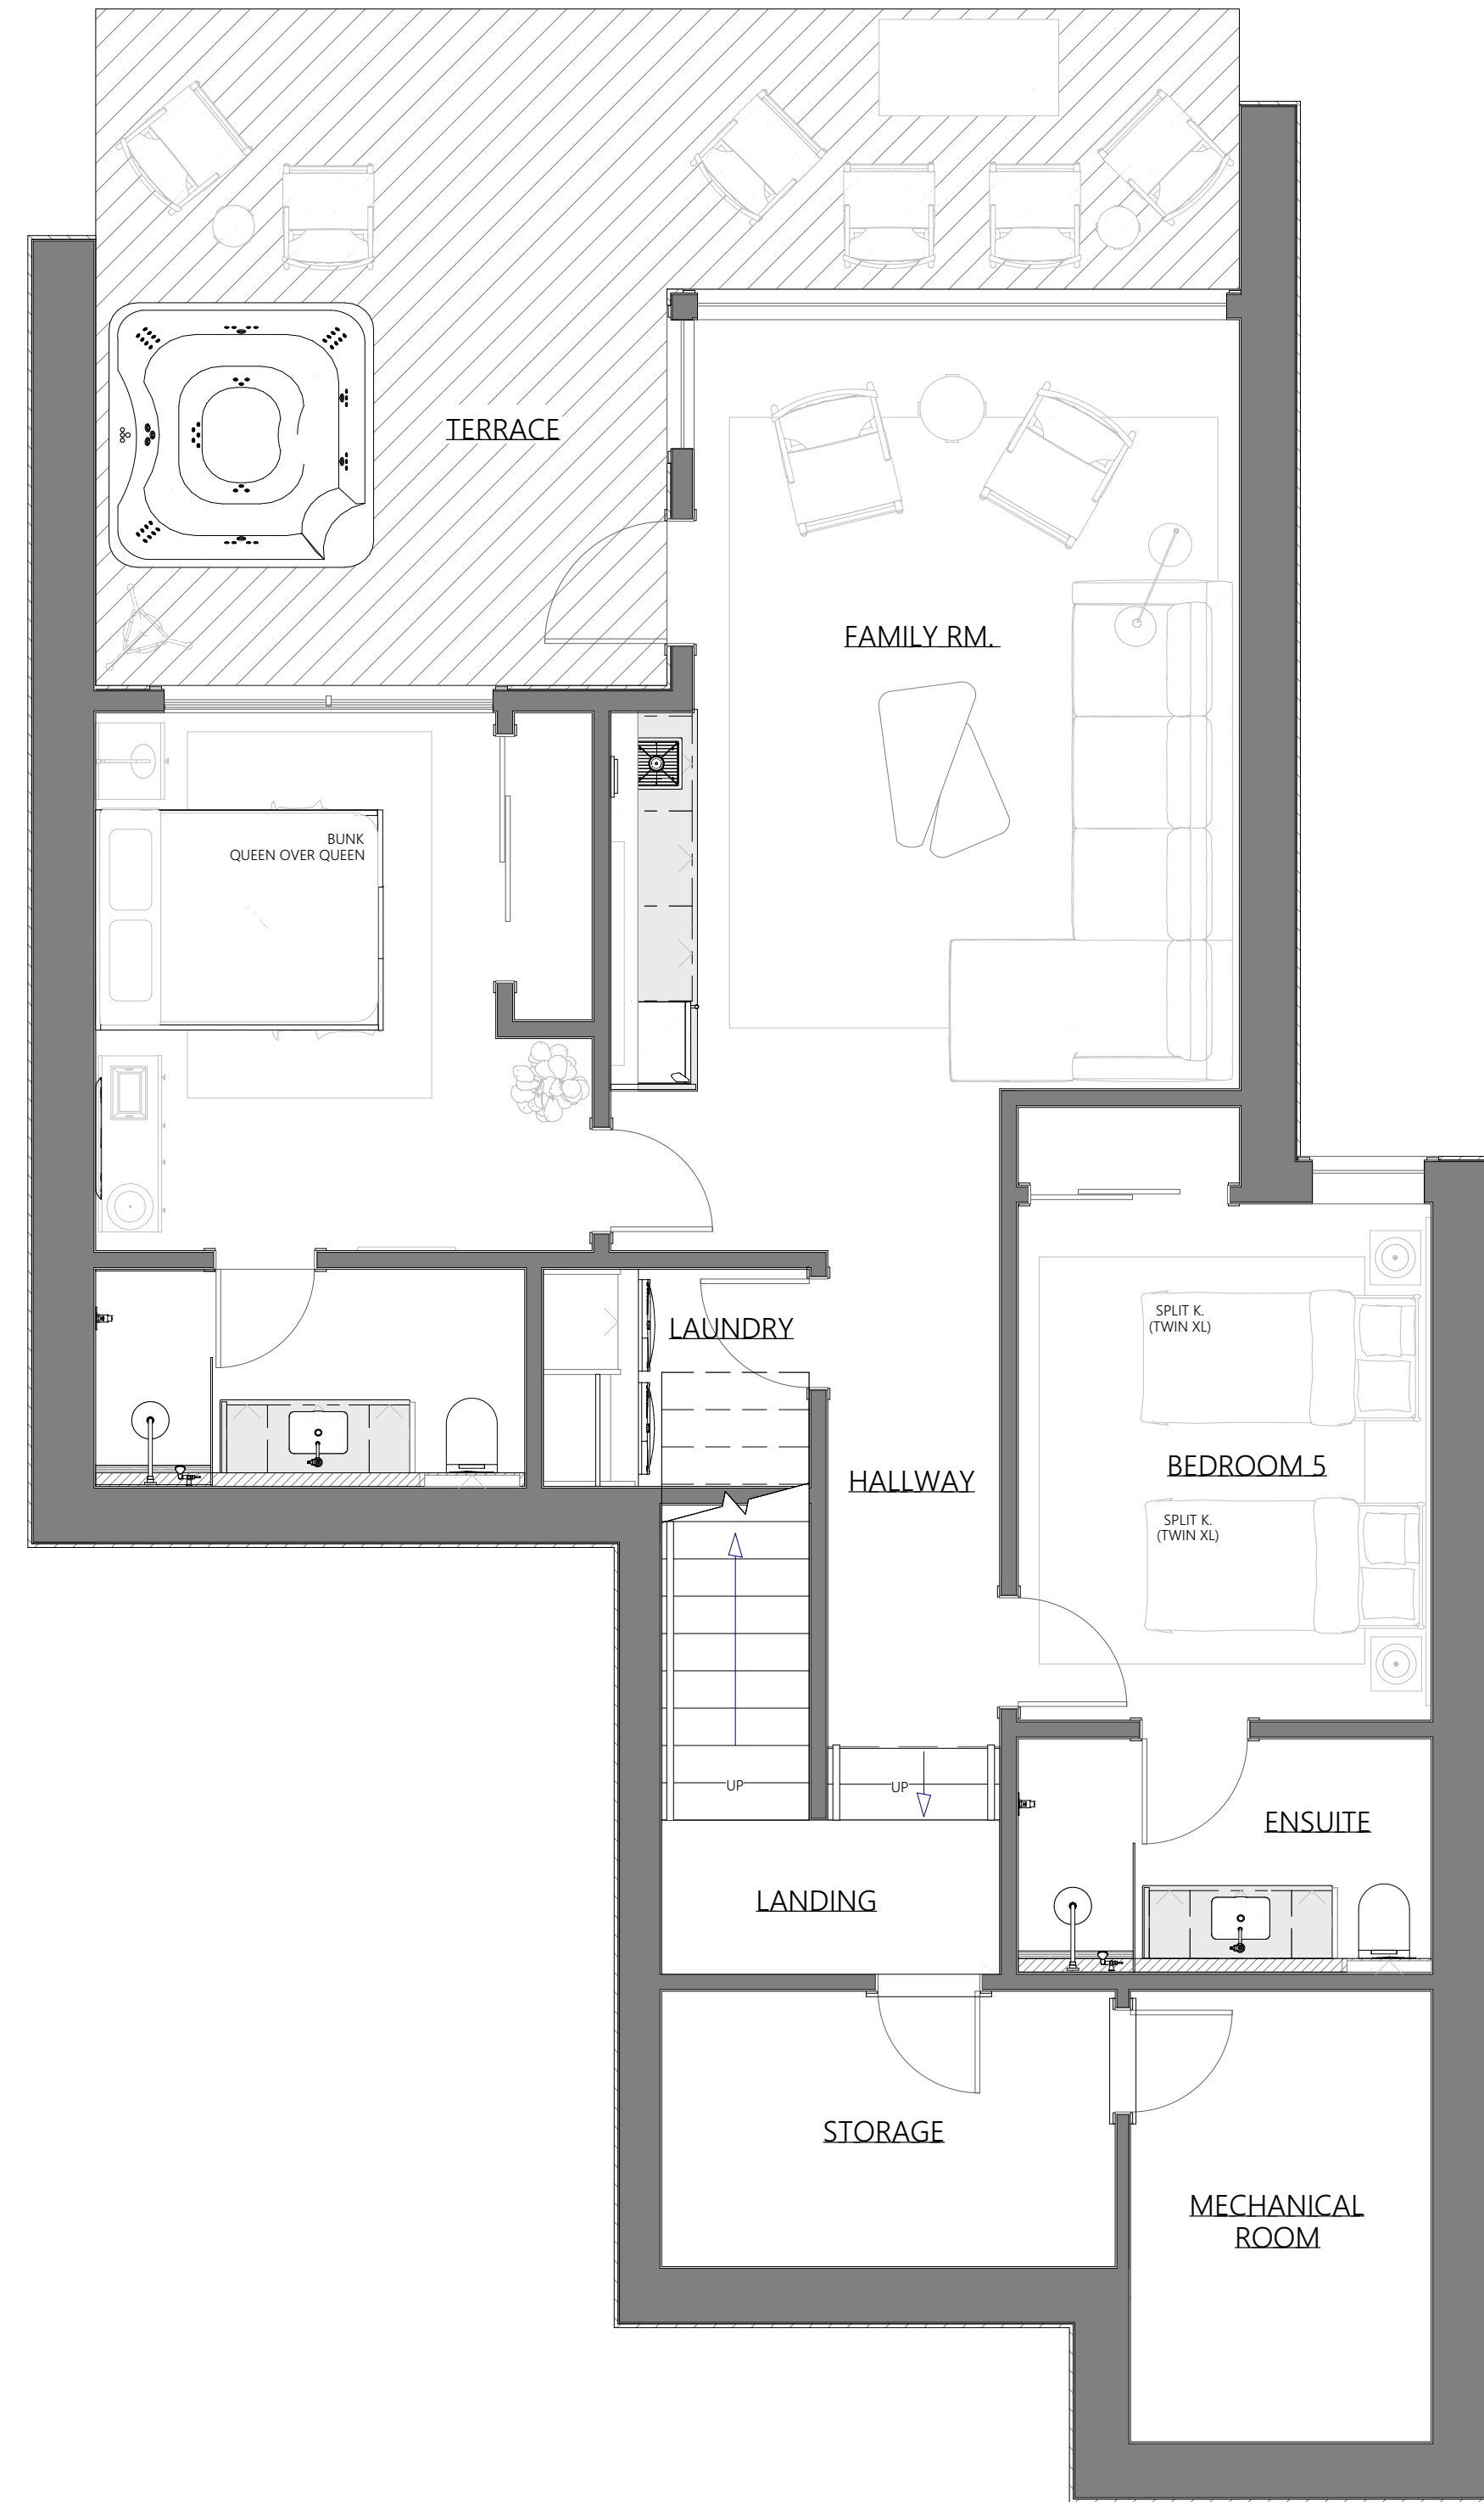 TERRACE
FAMILY RM.
BUNK
QUEEN OVER QUEEN
LAUNDRY
SPLIT K.
(TWIN XL)
BEDROOM 5
HALLWAY
SPLIT K.
(TWIN XL)
UP
UP
ENSUITE
LANDING
STORAGE
MECHANICAL
ROOM